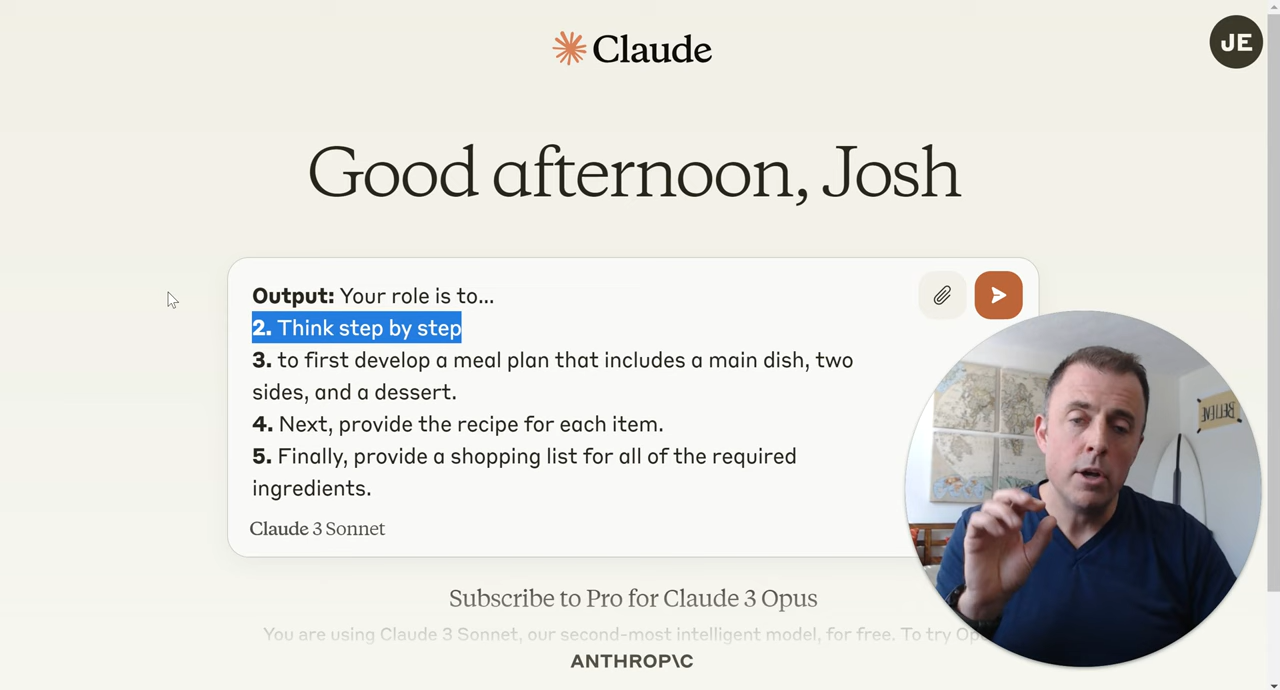 Claude
JE
Good afternoon, Josh
Output: Your role is to...
2. Think step by step
3. to first develop a meal plan that includes a main dish, two
sides, and a dessert.
4. Next, provide the recipe for each item.
5. Finally, provide a shopping list for all of the required
ingredients.
Claude 3 Sonnet
BELIEVE
Subscribe to Pro for Claude 3 Opus
You are using Claude 3 Sonnet, our second-most intelligent model, for free. To try Op
ANTHROP\C